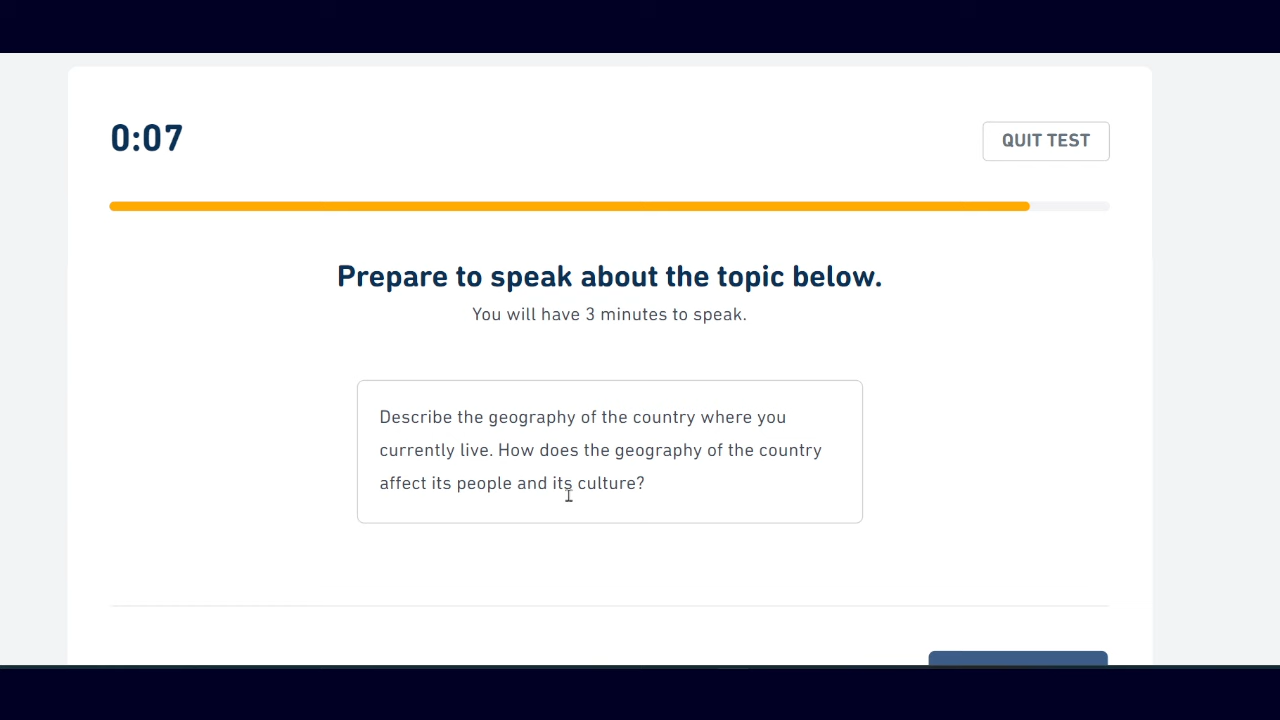 0:07
QUIT TEST
Prepare to speak about the topic below.
You will have 3 minutes to speak.
Describe the geography of the country where you
currently live. How does the geography of the country
affect its people and its culture?